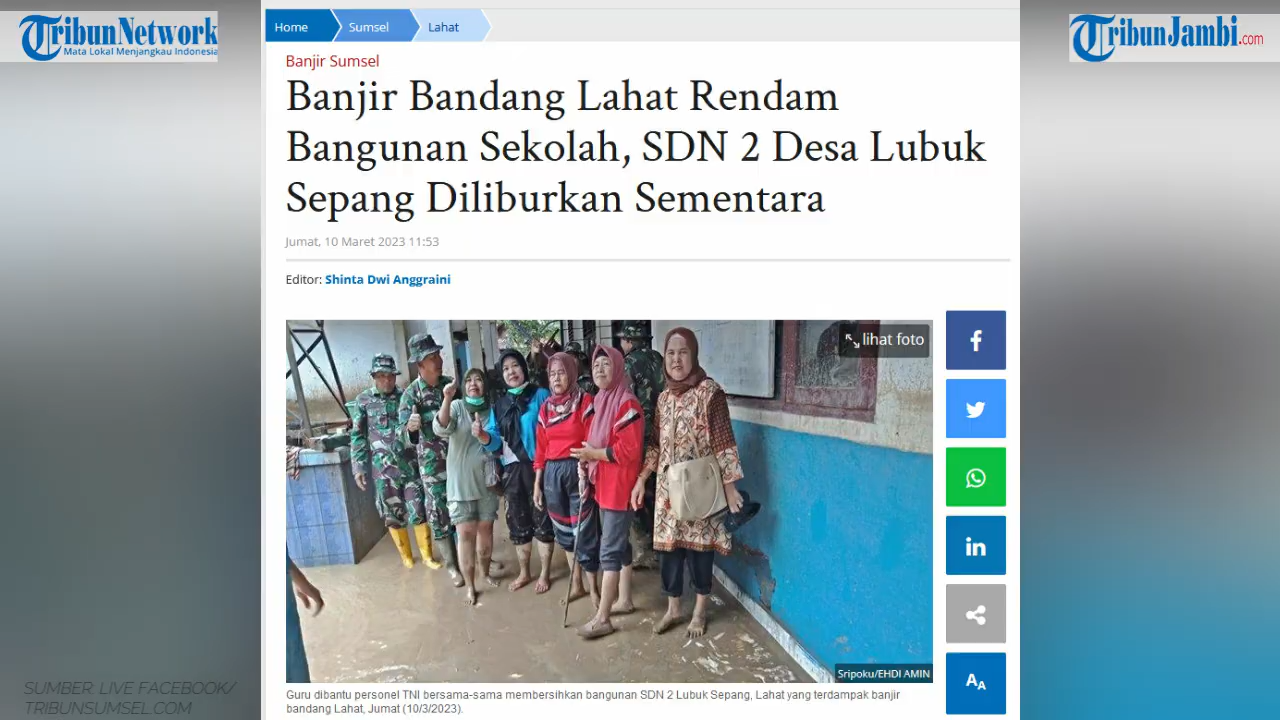 TribunNetwork
Mata Lokal Menjangkau Indonesia
Home
Sumsel
Lahat
TribunJambi.com
Banjir Sumsel
Banjir Bandang Lahat Rendam
Bangunan Sekolah, SDN 2 Desa Lubuk
Sepang Diliburkan Sementara
Jumat, 10 Maret 2023 11:53
Editor: Shinta Dwi Anggraini
lihat foto
Sripoku/EHDI AMIN
AA
Guru dibantu personel TNI bersama-sama membersihkan bangunan SDN 2 Lubuk Sepang, Lahat yang terdampak banjir
bandang Lahat, Jumat (10/3/2023).
SUMBER: LIVE FACEBOOK/
TRIBUNSUMSEL.COM